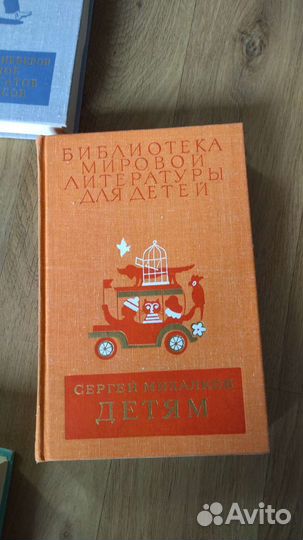 БИБЛИОТЕКА
МИРОВОЙ
ЛИТЕРАТУРЫ
ДЛЯ ДЕТЕЙ
СЕРГЕЙ МИХАЛКОВ
ДЕТЯМ
Avito